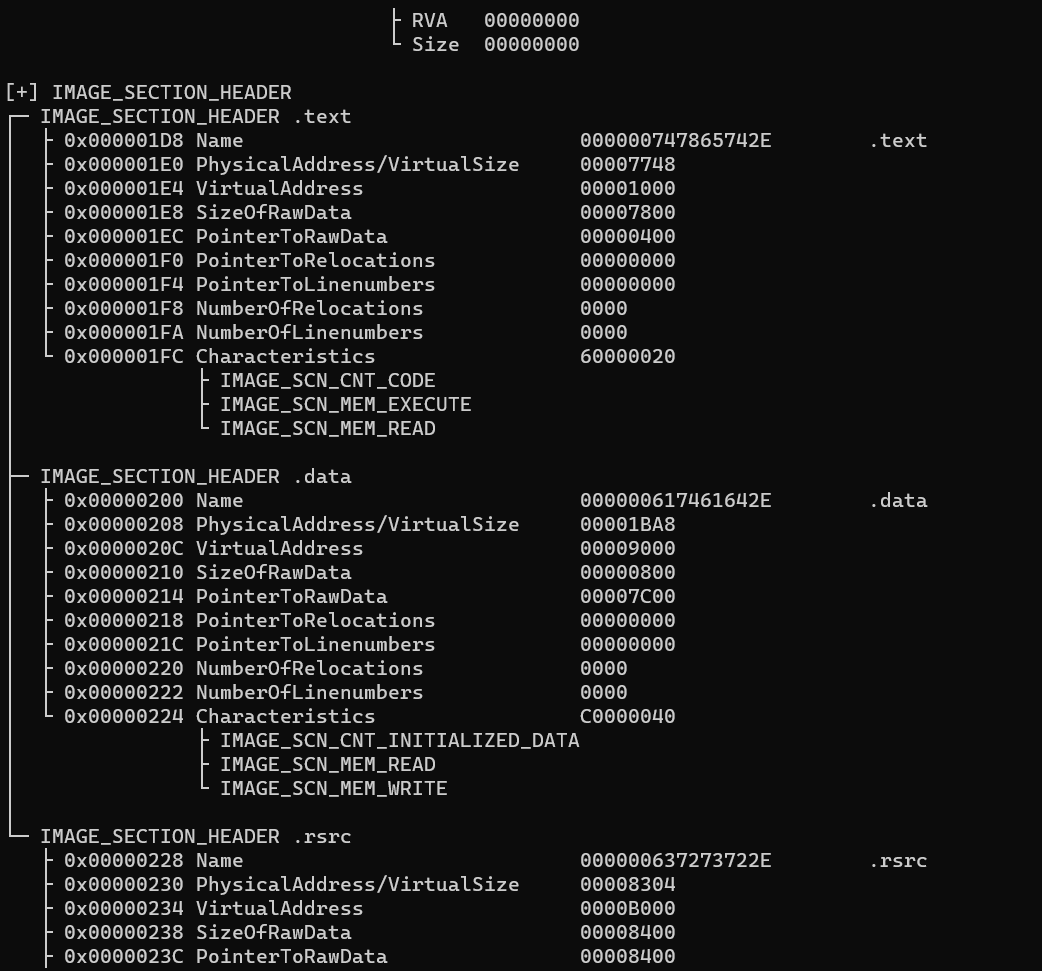 RVA 00000000
Size 00000000
[+] IMAGE_SECTION_HEADER
IMAGE_SECTION_HEADER .text
0x000001D8 Name 000000747865742E .text
0x000001E0 PhysicalAddress/VirtualSize 00007748
0x000001E4 VirtualAddress 00001000
0x000001E8 SizeOfRawData 00007800
0x000001EC PointerToRawData 00000400
0x000001F0 PointerToRelocations 00000000
0x000001F4 PointerToLinenumbers 00000000
0x000001F8 NumberOfRelocations 0000
0x000001FA NumberOfLinenumbers 0000
0x000001FC Characteristics 60000020
IMAGE_SCN_CNT_CODE
IMAGE_SCN_MEM_EXECUTE
IMAGE_SCN_MEM_READ
IMAGE_SECTION_HEADER .data
0x00000200 Name 000000617461642E .data
0x00000208 PhysicalAddress/VirtualSize 00001BA8
0x0000020C VirtualAddress 00009000
0x00000210 SizeOfRawData 00000800
0x00000214 PointerToRawData 00007C00
0x00000218 PointerToRelocations 00000000
0x0000021C PointerToLinenumbers 00000000
0x00000220 NumberOfRelocations 0000
0x00000222 NumberOfLinenumbers 0000
0x00000224 Characteristics C0000040
IMAGE_SCN_CNT_INITIALIZED_DATA
IMAGE_SCN_MEM_READ
IMAGE_SCN_MEM_WRITE
IMAGE_SECTION_HEADER .rsrc
0x00000228 Name 000000637273722E .rsrc
0x00000230 PhysicalAddress/VirtualSize 00008304
0x00000234 VirtualAddress 0000B000
0x00000238 SizeOfRawData 00008400
0x0000023C PointerToRawData 00008400